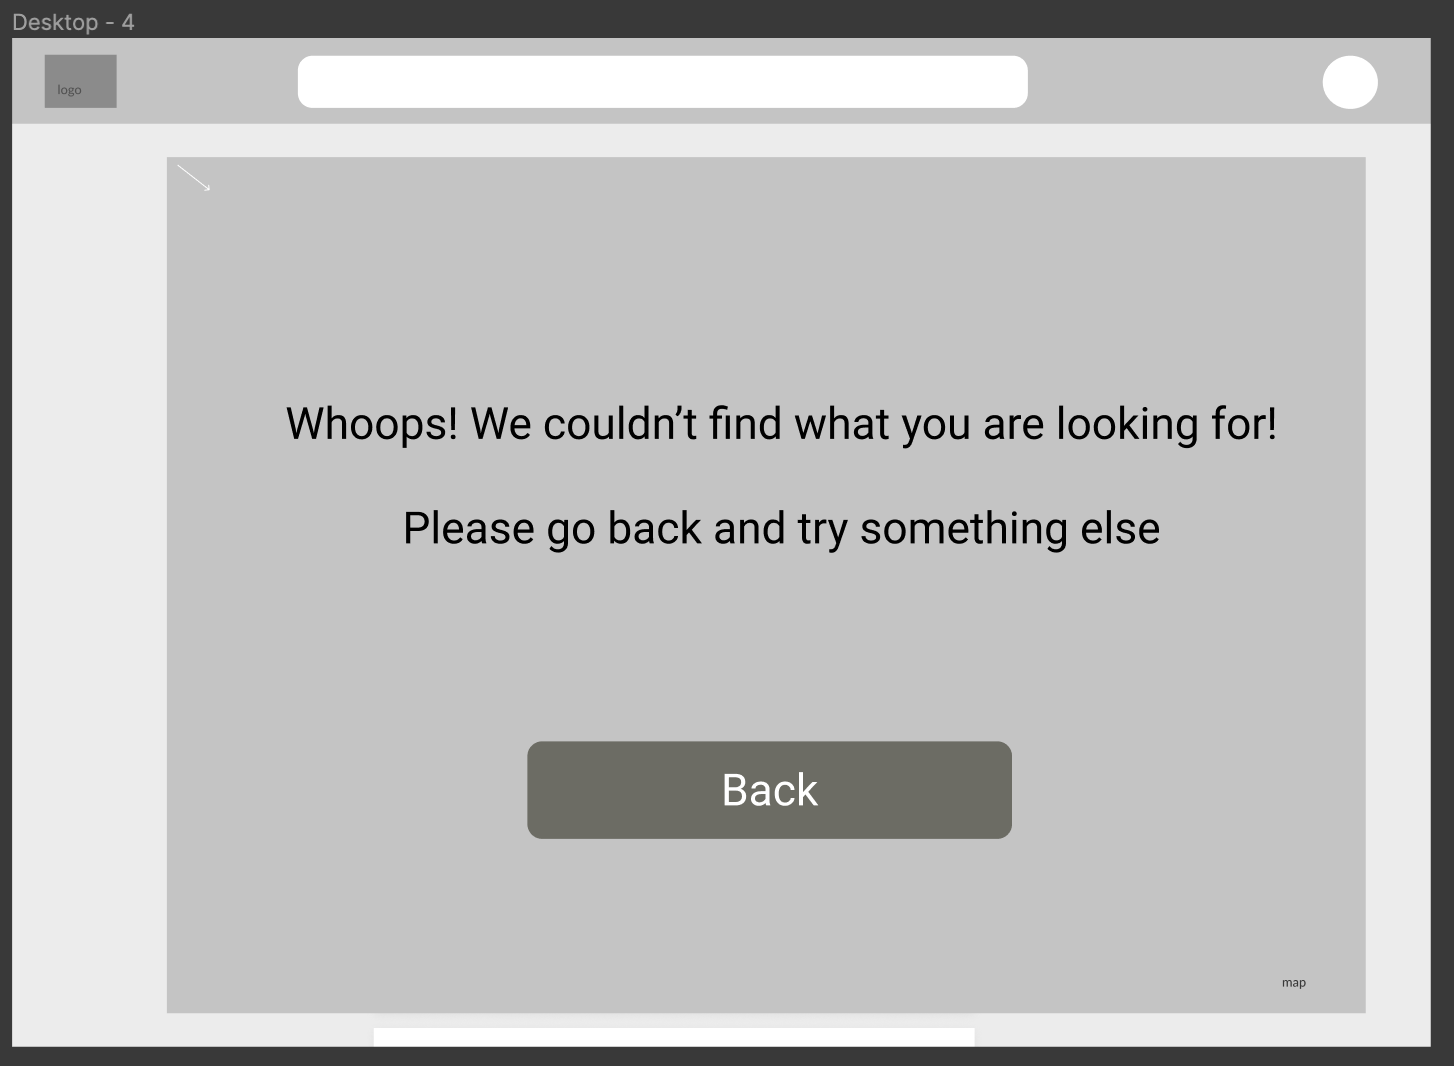 Desktop - 4
logo
Whoops! We couldn’t find what you are looking for!
Please go back and try something else
Back
map